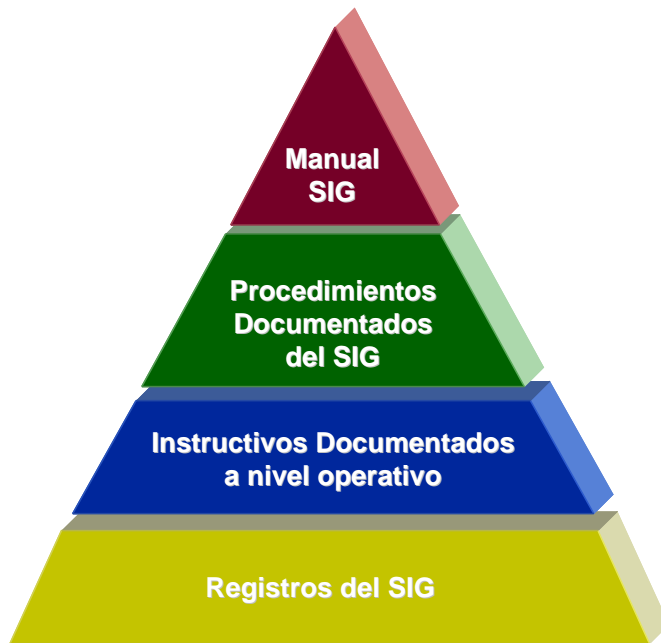 Manual
SIG
Procedimientos
Documentados
del SIG
Instructivos Documentados
a nivel operativo
Registros del SIG